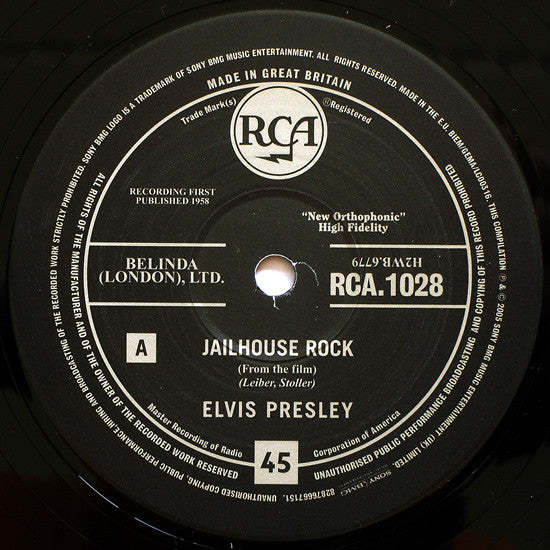 SONY BMG LOGO IS A TRADEMARK OF SONY BMG MUSIC ENTERTAINMENT. ALL RIGHTS RESERVED. MADE IN THE E.U. BIEM/GEMA/LC00316. THIS COMPILATION ℗ & © 2005 SONY BMG MUSIC ENTERTAINMENT (UK) LIMITED.
MADE IN GREAT BRITAIN
Trade Mark(s)
®Registered
RCA
RECORDING FIRST
PUBLISHED 1958
"New Orthophonic"
High Fidelity
BELINDA
(LONDON), LTD.
H2WB.6779
RCA.1028
A
JAILHOUSE ROCK
(From the film)
(Leiber, Stoller)
ELVIS PRESLEY
Master Recording of Radio
Corporation of America
45
ALL RIGHTS OF THE MANUFACTURER AND OF THE OWNER OF THE RECORDED WORK RESERVED
UNAUTHORISED PUBLIC PERFORMANCE BROADCASTING AND COPYING OF THIS RECORD PROHIBITED
SONY BMG
82876667151. UNAUTHORISED COPYING, PUBLIC PERFORMANCE, HIRING AND BROADCASTING OF THE RECORDED WORK STRICTLY PROHIBITED.